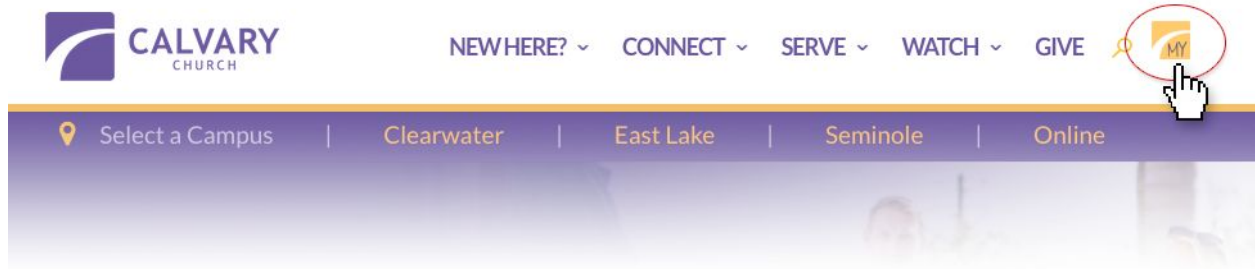 CALVARY
CHURCH
NEW HERE? CONNECT SERVE WATCH GIVE MY
Select a Campus | Clearwater | East Lake | Seminole | Online